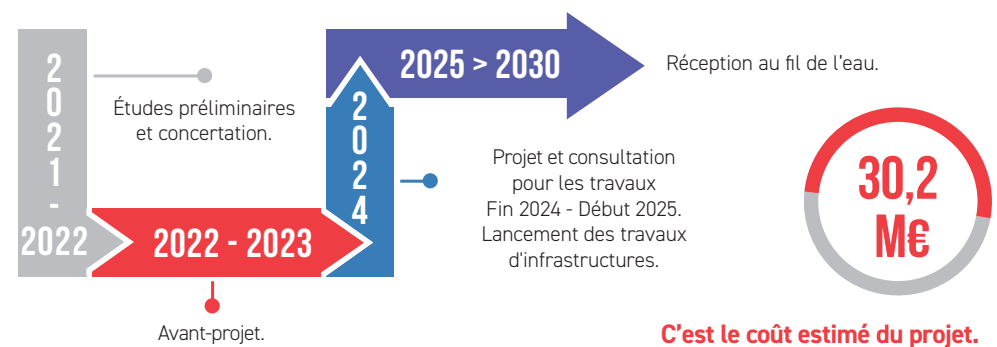 2021-
2022
Études préliminaires
et concertation.
2022 - 2023
Avant-projet.
2024
Projet et consultation
pour les travaux
Fin 2024 - Début 2025.
Lancement des travaux
d'infrastructures.
2025 > 2030
Réception au fil de l'eau.
30,2
M€
C'est le coût estimé du projet.